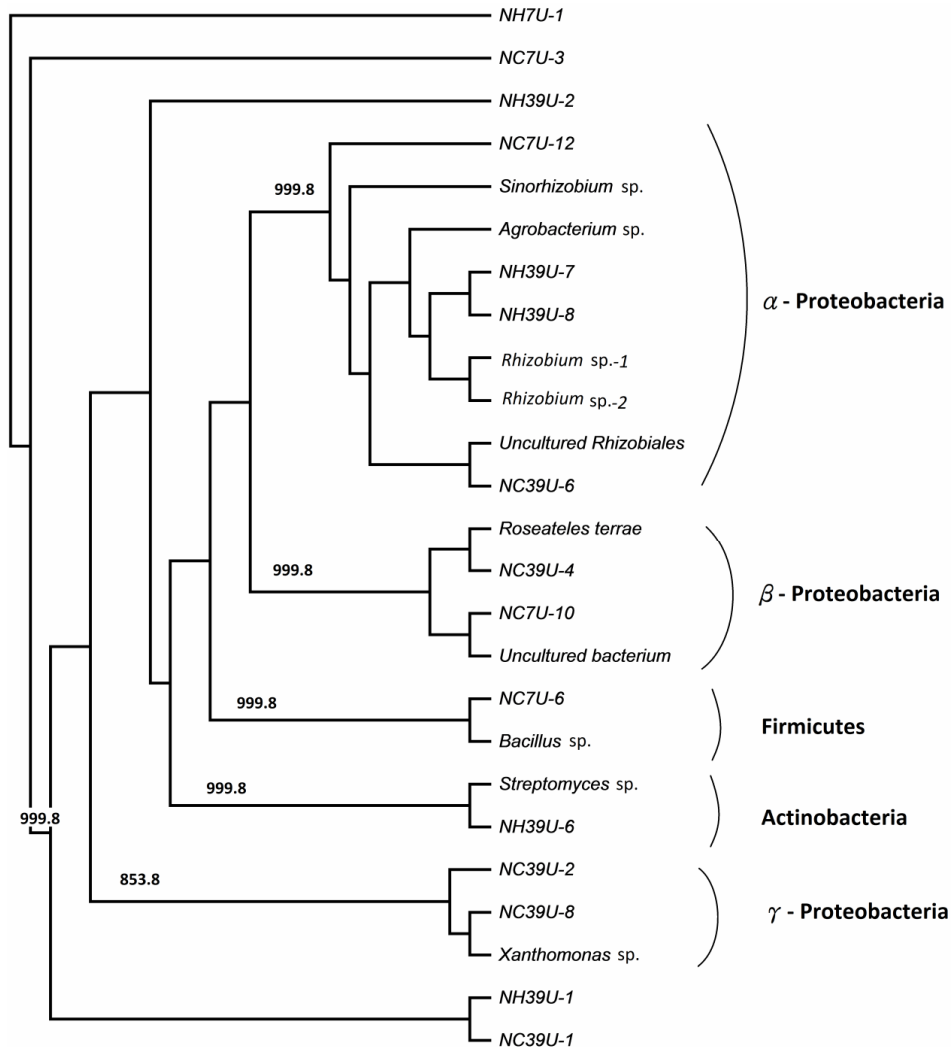 NH7U-1
NC7U-3
NH39U-2
NC7U-12
999.8
Sinorhizobium sp.
Agrobacterium sp.
NH39U-7
α - Proteobacteria
NH39U-8
Rhizobium sp.-1
Rhizobium sp.-2
Uncultured Rhizobiales
NC39U-6
Roseateles terrae
999.8
NC39U-4
β - Proteobacteria
NC7U-10
Uncultured bacterium
999.8
NC7U-6
Firmicutes
Bacillus sp.
999.8
Streptomyces sp.
999.8
Actinobacteria
NH39U-6
853.8
NC39U-2
NC39U-8
γ - Proteobacteria
Xanthomonas sp.
NH39U-1
NC39U-1